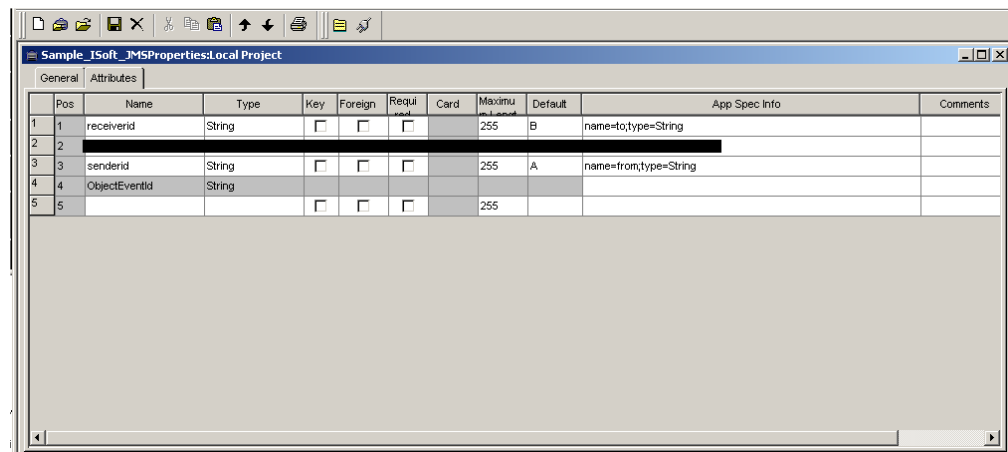 Sample_ISoft_JMSProperties:Local Project
General Attributes
Pos Name Type Key Foreign Requi Card Maximu Default App Spec Info Comments
1 1 receiverid String 255 B name=to;type=String
2 2
3 3 senderid String 255 A name=from;type=String
4 4 ObjectEventId String
5 5 255